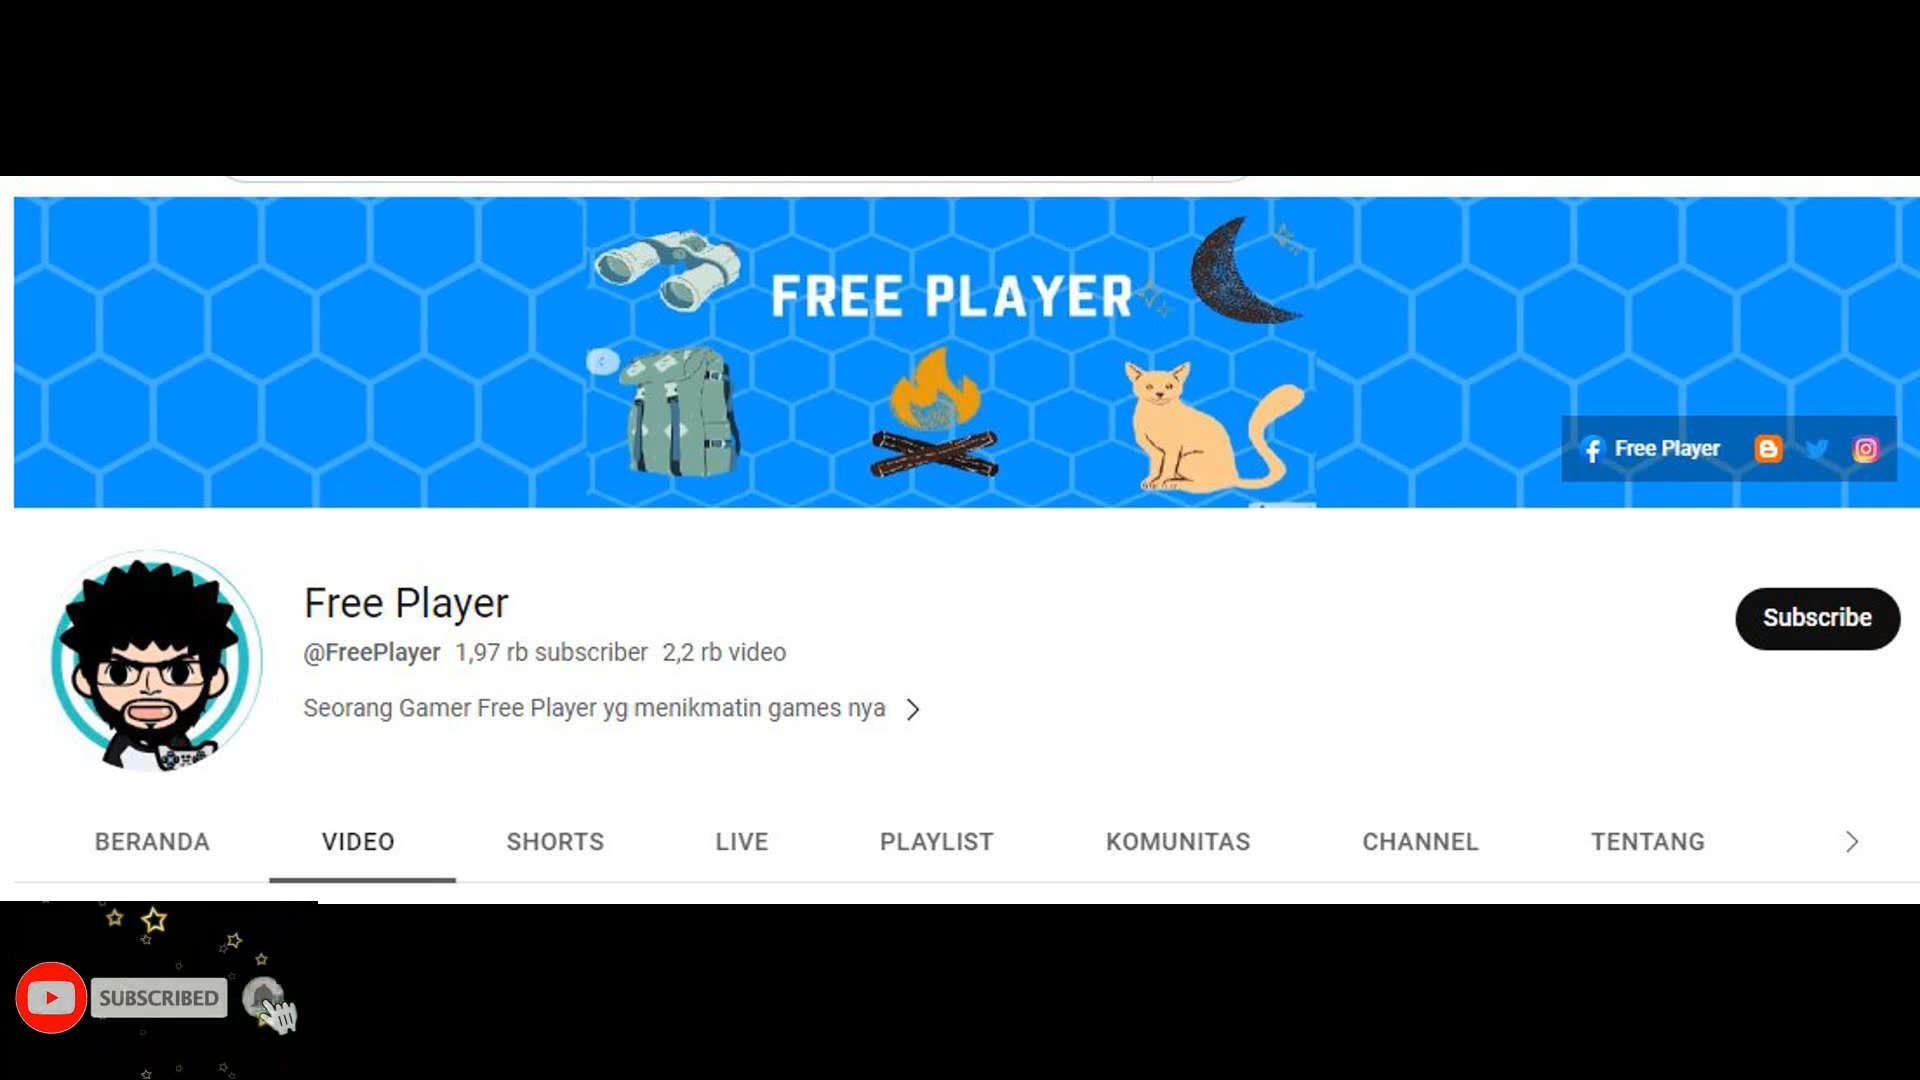 FREE PLAYER
Free Player
Free Player
@FreePlayer 1,97 rb subscriber 2,2 rb video
Subscribe
Seorang Gamer Free Player yg menikmatin games nya
BERANDA VIDEO SHORTS LIVE PLAYLIST KOMUNITAS CHANNEL TENTANG
SUBSCRIBED